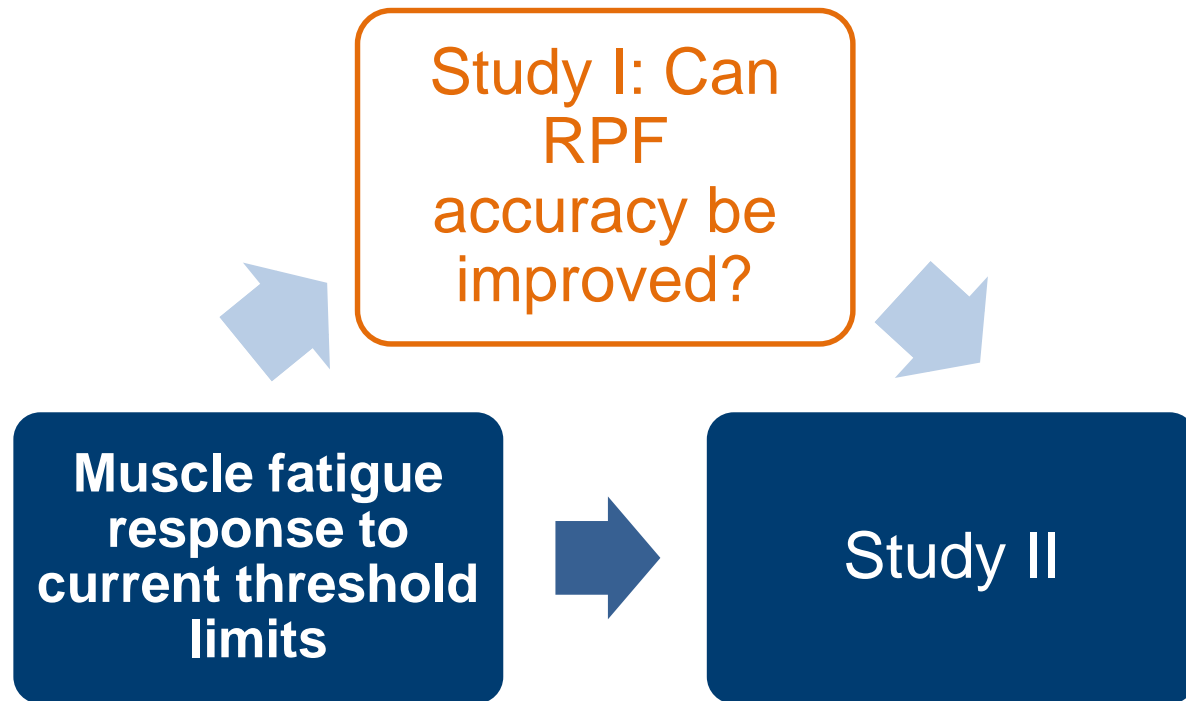 Study I: Can
RPF
accuracy be
improved?
Muscle fatigue
response to
current threshold
limits
Study II